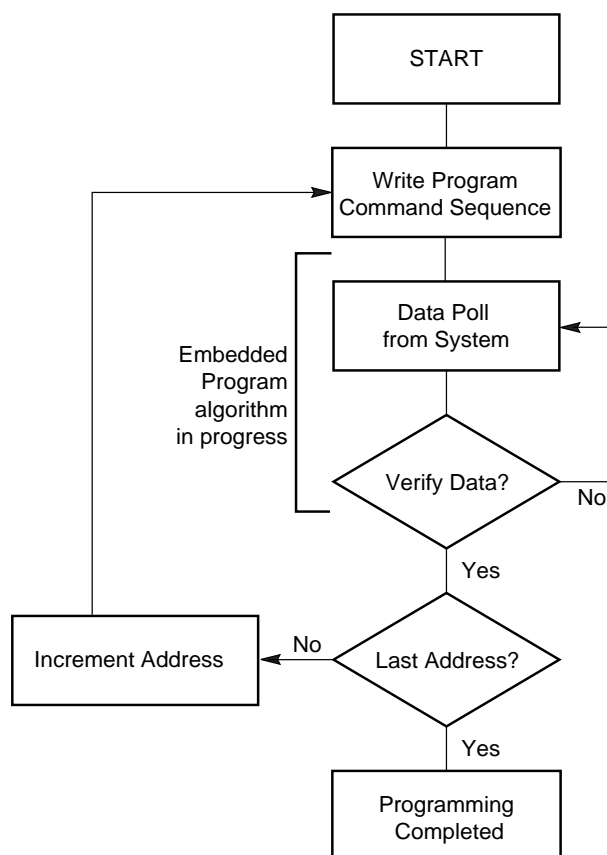 START
Write Program
Command Sequence
Data Poll
from System
Embedded
Program
algorithm
in progress
Verify Data?
No
Yes
Last Address?
No
Increment Address
Yes
Programming
Completed